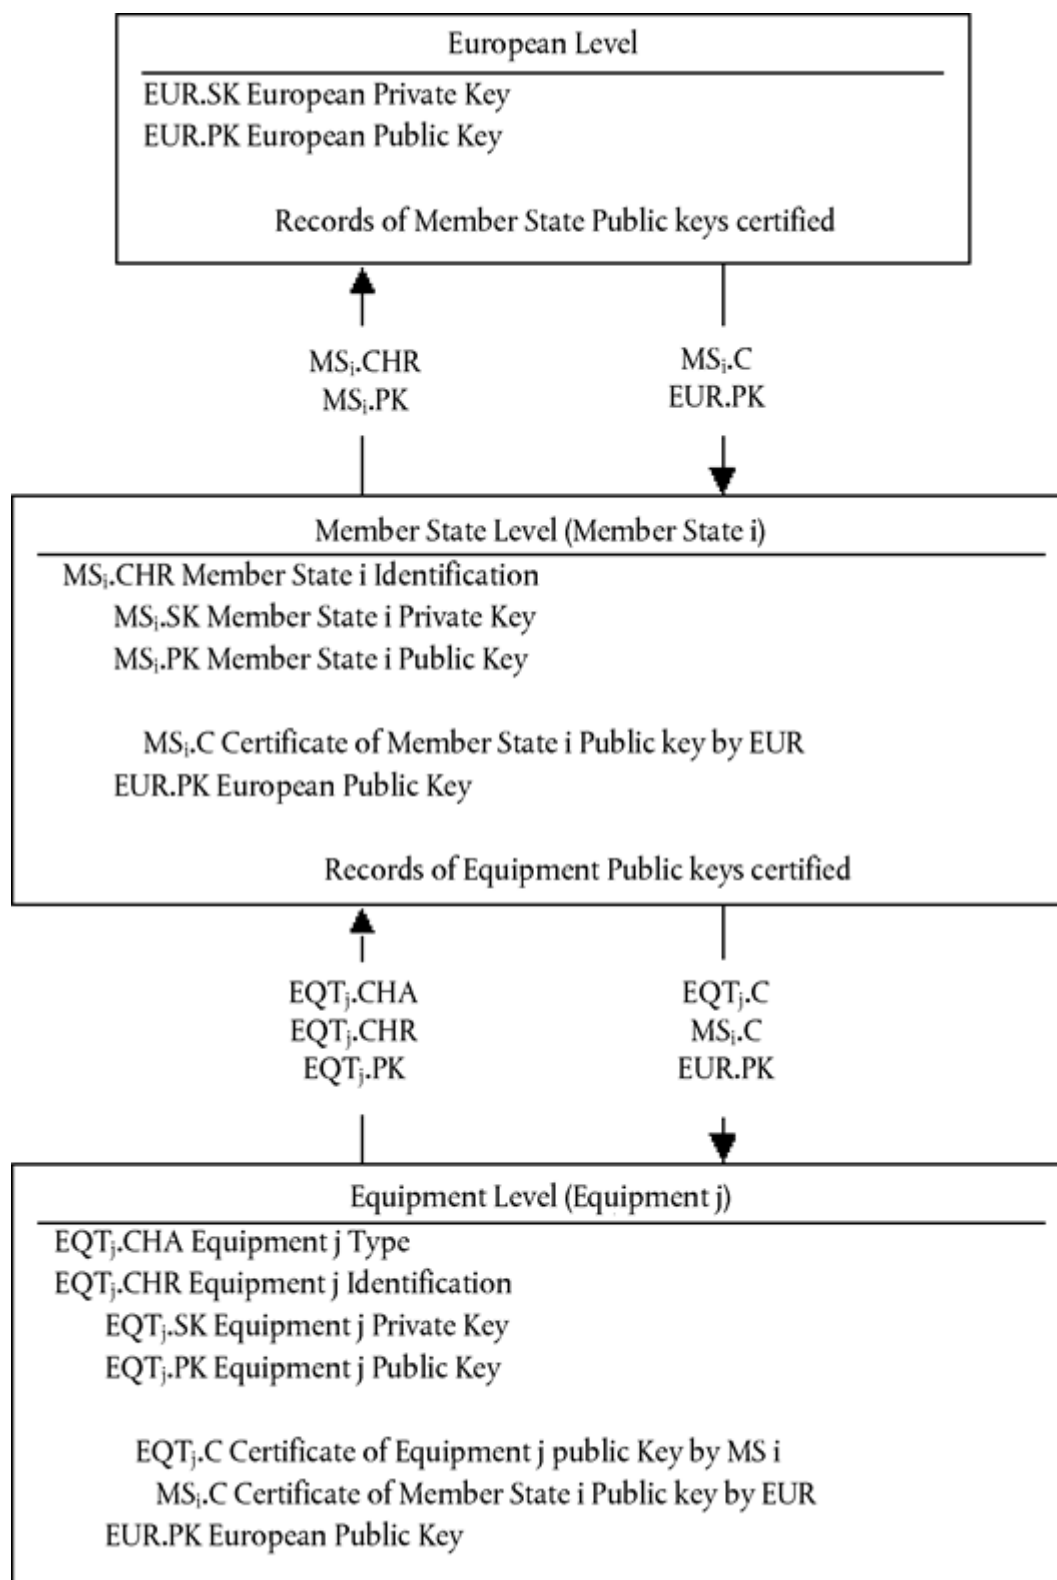 European Level
EUR.SK European Private Key
EUR.PK European Public Key
Records of Member State Public keys certified
MSᵢ.CHR
MSᵢ.PK
MSᵢ.C
EUR.PK
Member State Level (Member State i)
MSᵢ.CHR Member State i Identification
MSᵢ.SK Member State i Private Key
MSᵢ.PK Member State i Public Key
MSᵢ.C Certificate of Member State i Public key by EUR
EUR.PK European Public Key
Records of Equipment Public keys certified
EQTⱼ.CHA
EQTⱼ.CHR
EQTⱼ.PK
EQTⱼ.C
MSᵢ.C
EUR.PK
Equipment Level (Equipment j)
EQTⱼ.CHA Equipment j Type
EQTⱼ.CHR Equipment j Identification
EQTⱼ.SK Equipment j Private Key
EQTⱼ.PK Equipment j Public Key
EQTⱼ.C Certificate of Equipment j public Key by MS i
MSᵢ.C Certificate of Member State i Public key by EUR
EUR.PK European Public Key